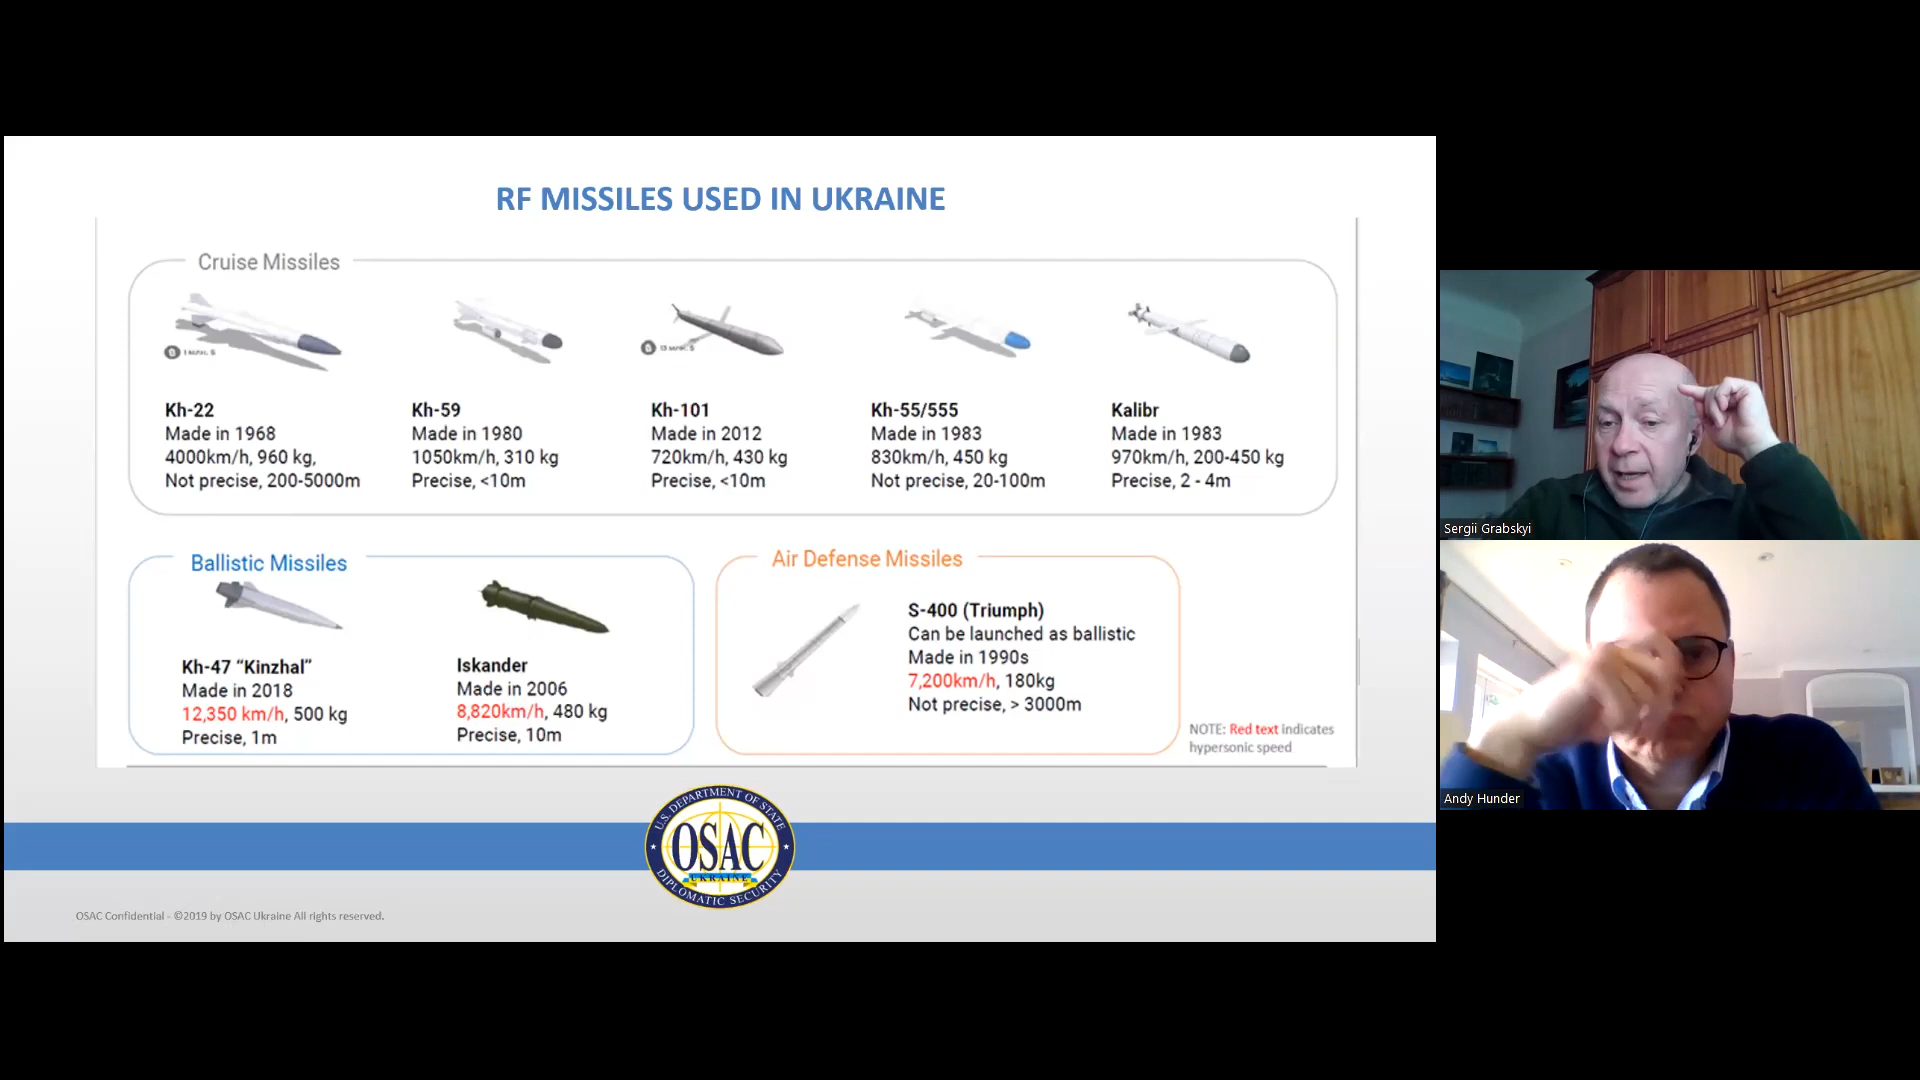 RF MISSILES USED IN UKRAINE
Cruise Missiles
Kh-22
Made in 1968
4000km/h, 960 kg,
Not precise, 200-5000m
Kh-59
Made in 1980
1050km/h, 310 kg
Precise, <10m
Kh-101
Made in 2012
720km/h, 430 kg
Precise, <10m
Kh-55/555
Made in 1983
830km/h, 450 kg
Not precise, 20-100m
Kalibr
Made in 1983
970km/h, 200-450 kg
Precise, 2 - 4m
Ballistic Missiles
Kh-47 “Kinzhal”
Made in 2018
12,350 km/h, 500 kg
Precise, 1m
Iskander
Made in 2006
8,820km/h, 480 kg
Precise, 10m
Air Defense Missiles
S-400 (Triumph)
Can be launched as ballistic
Made in 1990s
7,200km/h, 180kg
Not precise, > 3000m
NOTE: Red text indicates
hypersonic speed
U.S. DEPARTMENT OF STATE
OSAC
UKRAINE
DIPLOMATIC SECURITY
OSAC Confidential - ©2019 by OSAC Ukraine All rights reserved.
Sergii Grabskyi
Andy Hunder